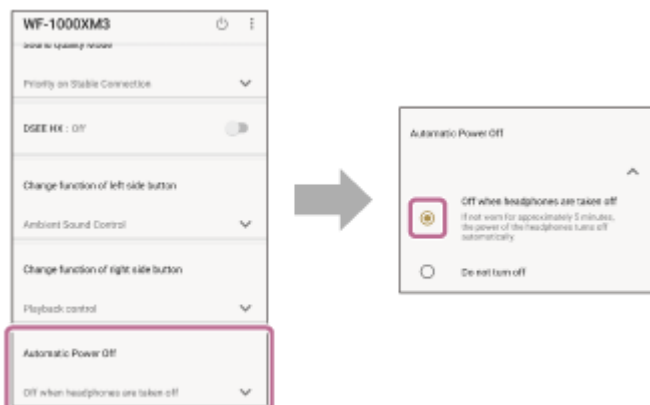 WF-1000XM3
Sound Quality Mode
Priority on Stable Connection
DSEE HX : Off
Change function of left side button
Ambient Sound Control
Change function of right side button
Playback control
Automatic Power Off
Off when headphones are taken off
Automatic Power Off
Off when headphones are taken off
If not worn for approximately 5 minutes,
the power of the headphones turns off
automatically.
Do not turn off